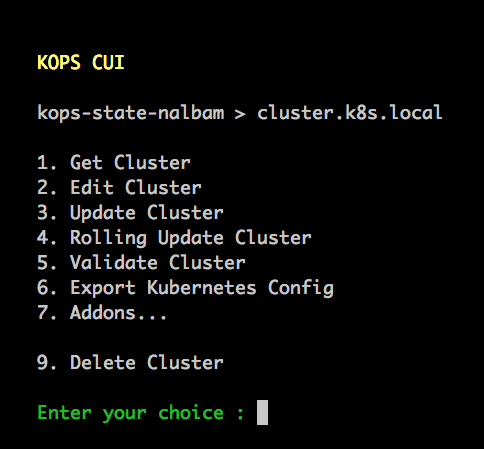 KOPS CUI
kops-state-nalbam > cluster.k8s.local
1. Get Cluster
2. Edit Cluster
3. Update Cluster
4. Rolling Update Cluster
5. Validate Cluster
6. Export Kubernetes Config
7. Addons...
9. Delete Cluster
Enter your choice :